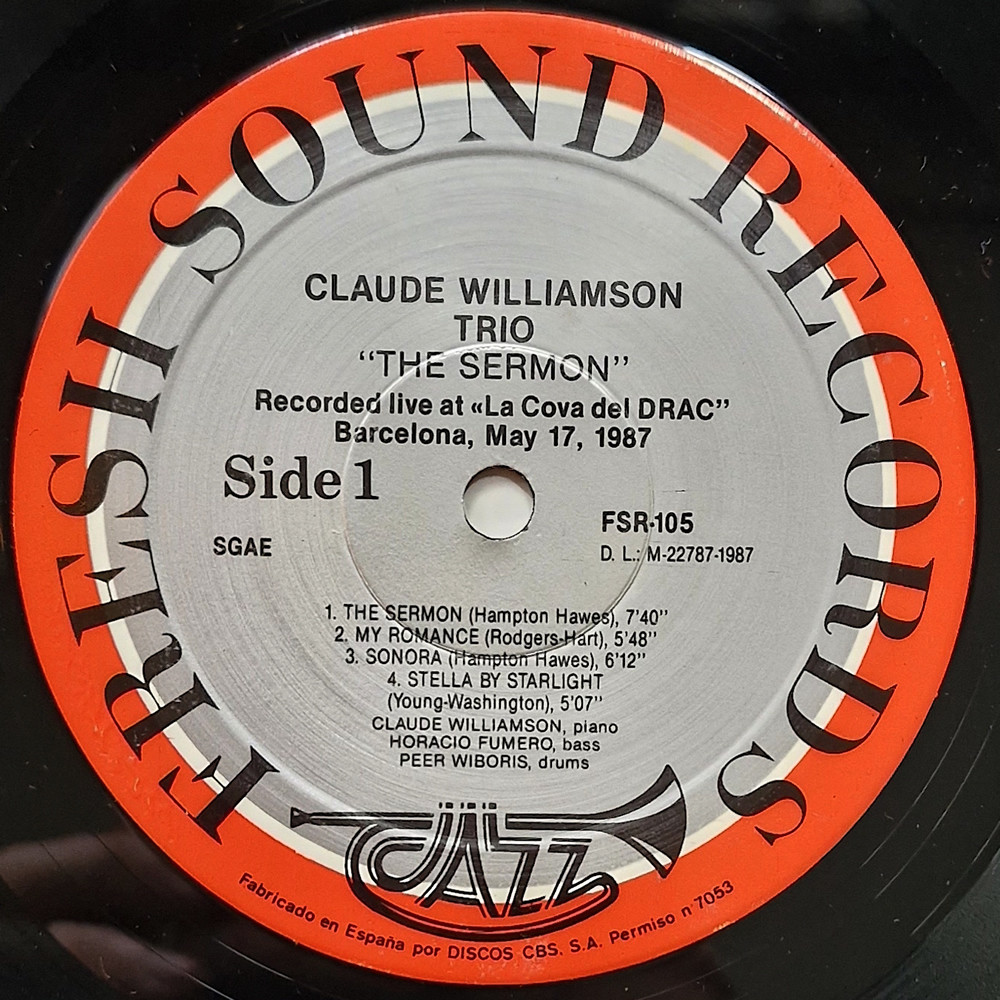 FRESH SOUND RECORDS
CLAUDE WILLIAMSON
TRIO
"THE SERMON"
Recorded live at «La Cova del DRAC"
Barcelona, May 17, 1987
Side 1
FSR-105
SGAE
D. L.: M-22787-1987
1. THE SERMON (Hampton Hawes), 7'40"
2. MY ROMANCE (Rodgers-Hart), 5'48"
3. SONORA (Hampton Hawes), 6'12"
4. STELLA BY STARLIGHT
(Young-Washington), 5'07"
CLAUDE WILLIAMSON, piano
HORACIO FUMERO, bass
PEER WIBORIS, drums
JAZZ
Fabricado en España por DISCOS CBS. S.A. Permiso n° 7053